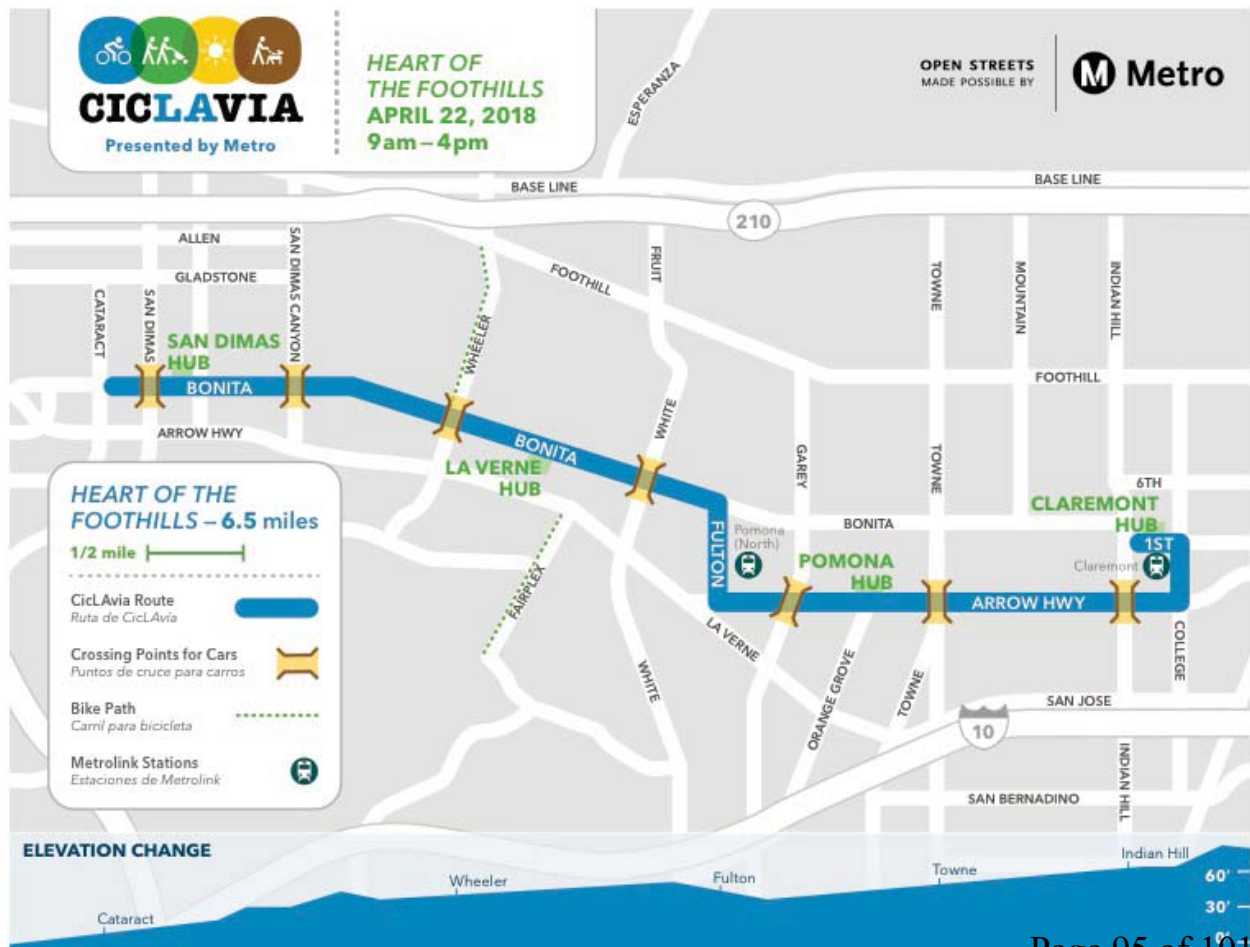 CICLAVIA
Presented by Metro
HEART OF
THE FOOTHILLS
APRIL 22, 2018
9am–4pm
OPEN STREETS
MADE POSSIBLE BY
M Metro
ESPERANZA
BASE LINE
BASE LINE
210
ALLEN
GLADSTONE
CATARACT
SAN DIMAS
SAN DIMAS CANYON
WHEELER
FOOTHILL
FRUIT
TOWNE
MOUNTAIN
INDIAN HILL
SAN DIMAS
HUB
BONITA
FOOTHILL
ARROW HWY
BONITA
WHITE
GAREY
TOWNE
LA VERNE
HUB
6TH
CLAREMONT
HUB
1ST
Claremont
FULTON
Pomona
(North)
BONITA
POMONA
HUB
ARROW HWY
FAIRPLEX
LA VERNE
WHITE
ORANGE GROVE
TOWNE
COLLEGE
SAN JOSE
10
INDIAN HILL
SAN BERNADINO
HEART OF THE
FOOTHILLS – 6.5 miles
1/2 mile
CicLAvia Route
Ruta de CicLAvía
Crossing Points for Cars
Puntos de cruce para carros
Bike Path
Carril para bicicleta
Metrolink Stations
Estaciones de Metrolink
ELEVATION CHANGE
Cataract
Wheeler
Fulton
Towne
Indian Hill
60'
30'
0'
Page 95 of 101